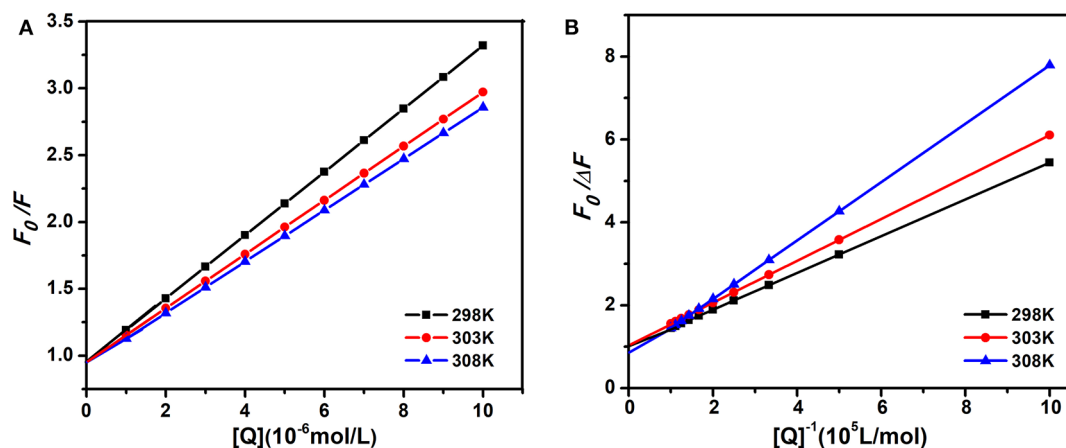 A
3.5
3.0
2.5
2.0
1.5
1.0
F0/F
298K
303K
308K
0 2 4 6 8 10
[Q](10-6mol/L)
B
8
6
4
2
0
F0/ΔF
298K
303K
308K
0 2 4 6 8 10
[Q]-1(105L/mol)